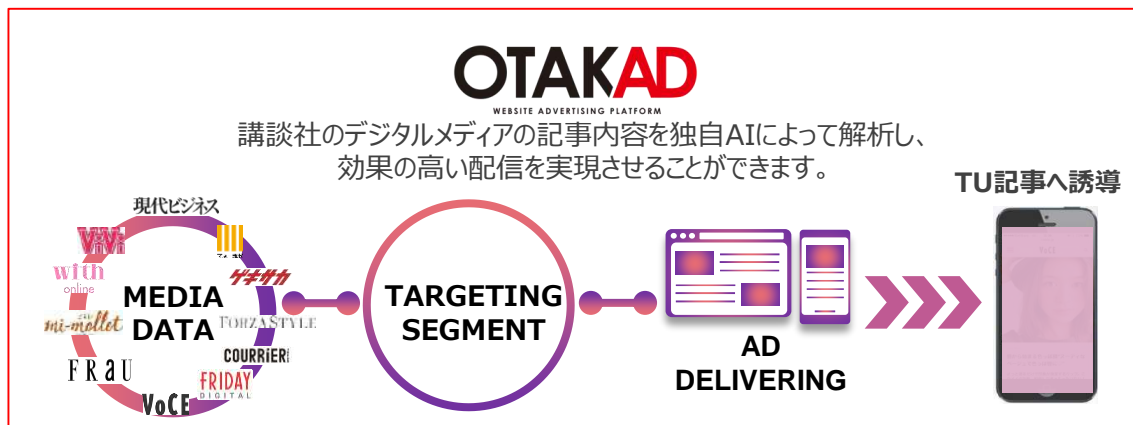 OTAKAD
WEBSITE ADVERTISING PLATFORM
講談社のデジタルメディアの記事内容を独自AIによって解析し、
効果の高い配信を実現させることができます。
TU記事へ誘導
現代ビジネス
ViVi
with
online
ゲキサカ
MEDIA
DATA
mi-mollet
FORZA STYLE
FRaU
COURRiER
FRIDAY
DIGITAL
VoCE
TARGETING
SEGMENT
AD
DELIVERING
VoCE